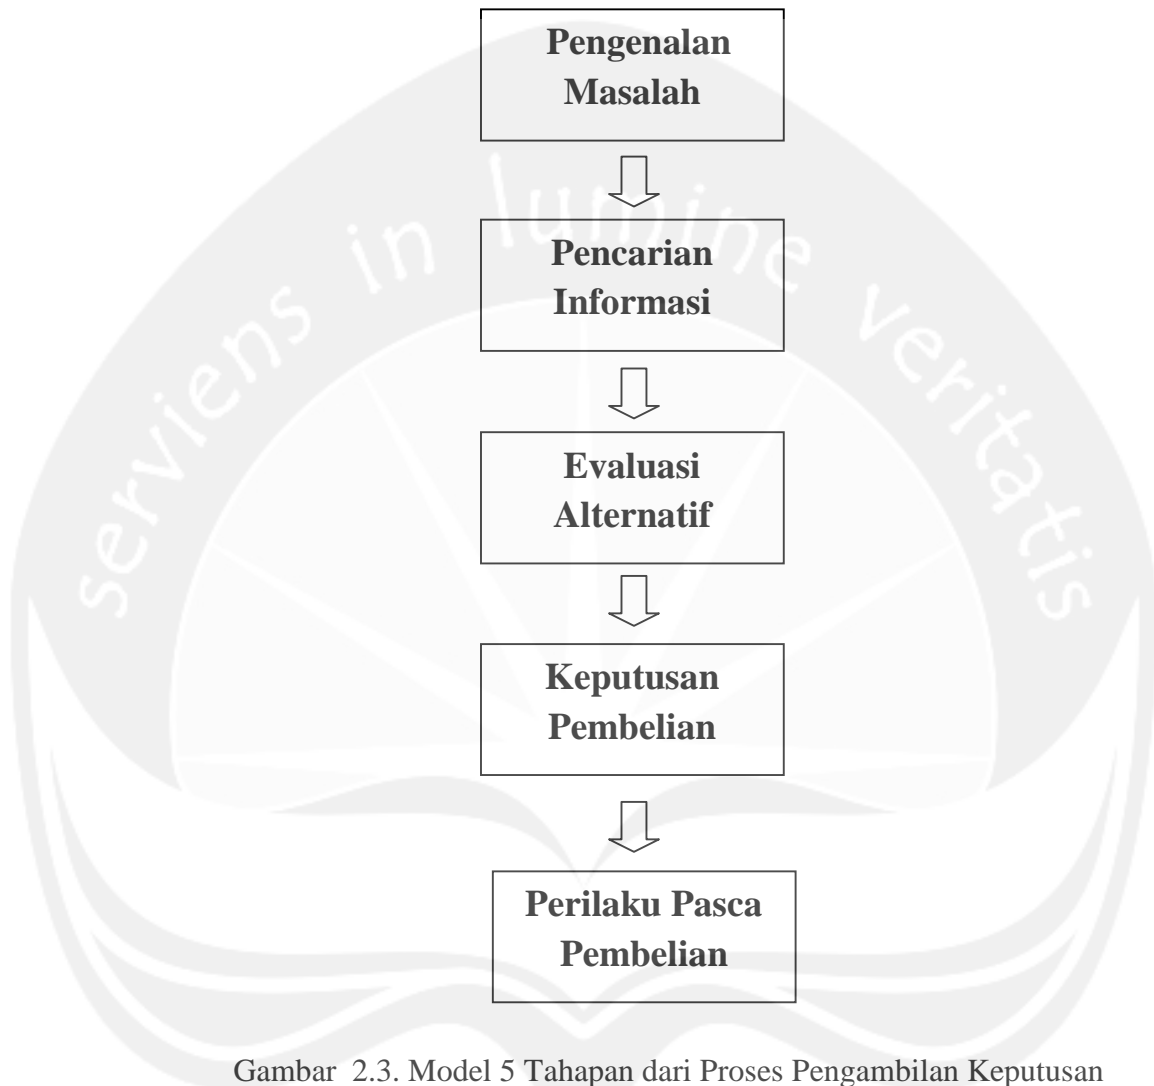 Pengenalan
Masalah
Pencarian
Informasi
Evaluasi
Alternatif
Keputusan
Pembelian
Perilaku Pasca
Pembelian
Gambar  2.3. Model 5 Tahapan dari Proses Pengambilan Keputusan
serviens in lumine veritatis